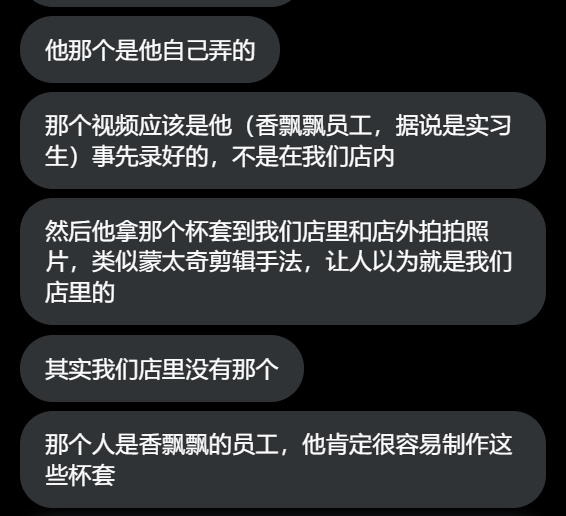 他那个是他自己弄的
那个视频应该是他（香飘飘员工，据说是实习
生）事先录好的，不是在我们店内
然后他拿那个杯套到我们店里和店外拍拍照
片，类似蒙太奇剪辑手法，让人以为就是我们
店里的
其实我们店里没有那个
那个人是香飘飘的员工，他肯定很容易制作这
些杯套